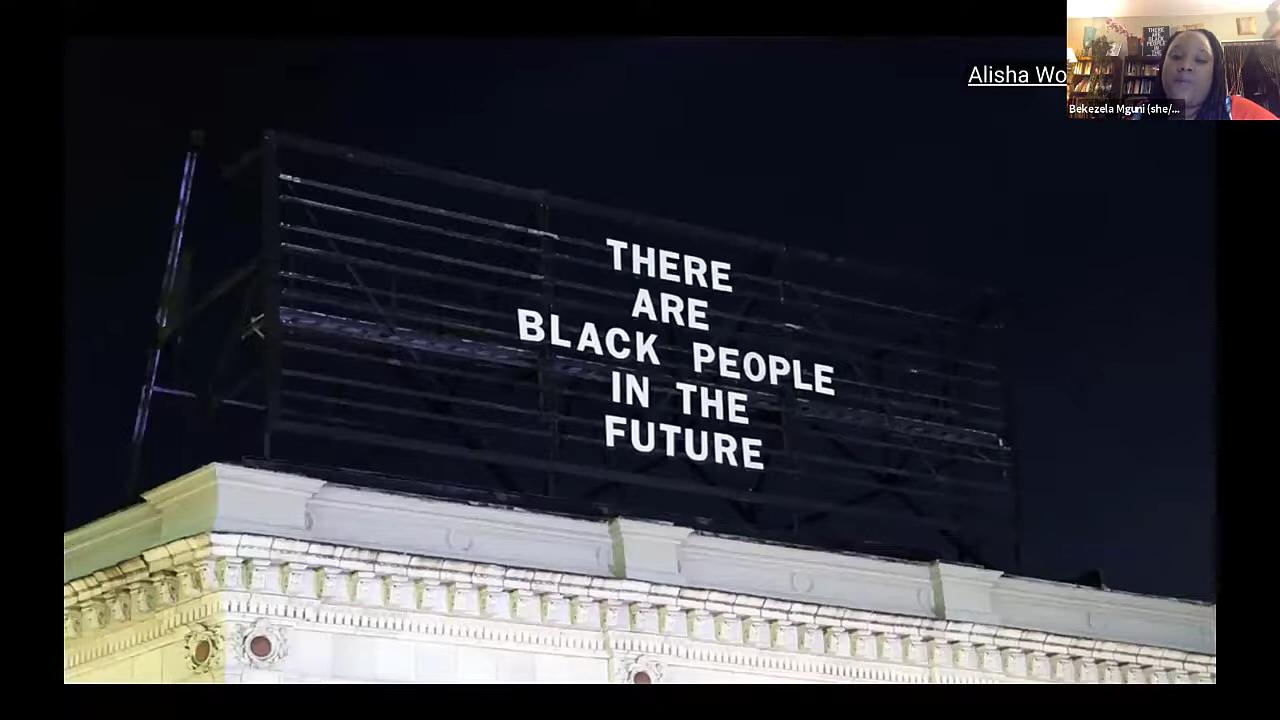 Alisha Wo
Bekezela Mguni (she/...
THERE
ARE
BLACK PEOPLE
IN THE
FUTURE